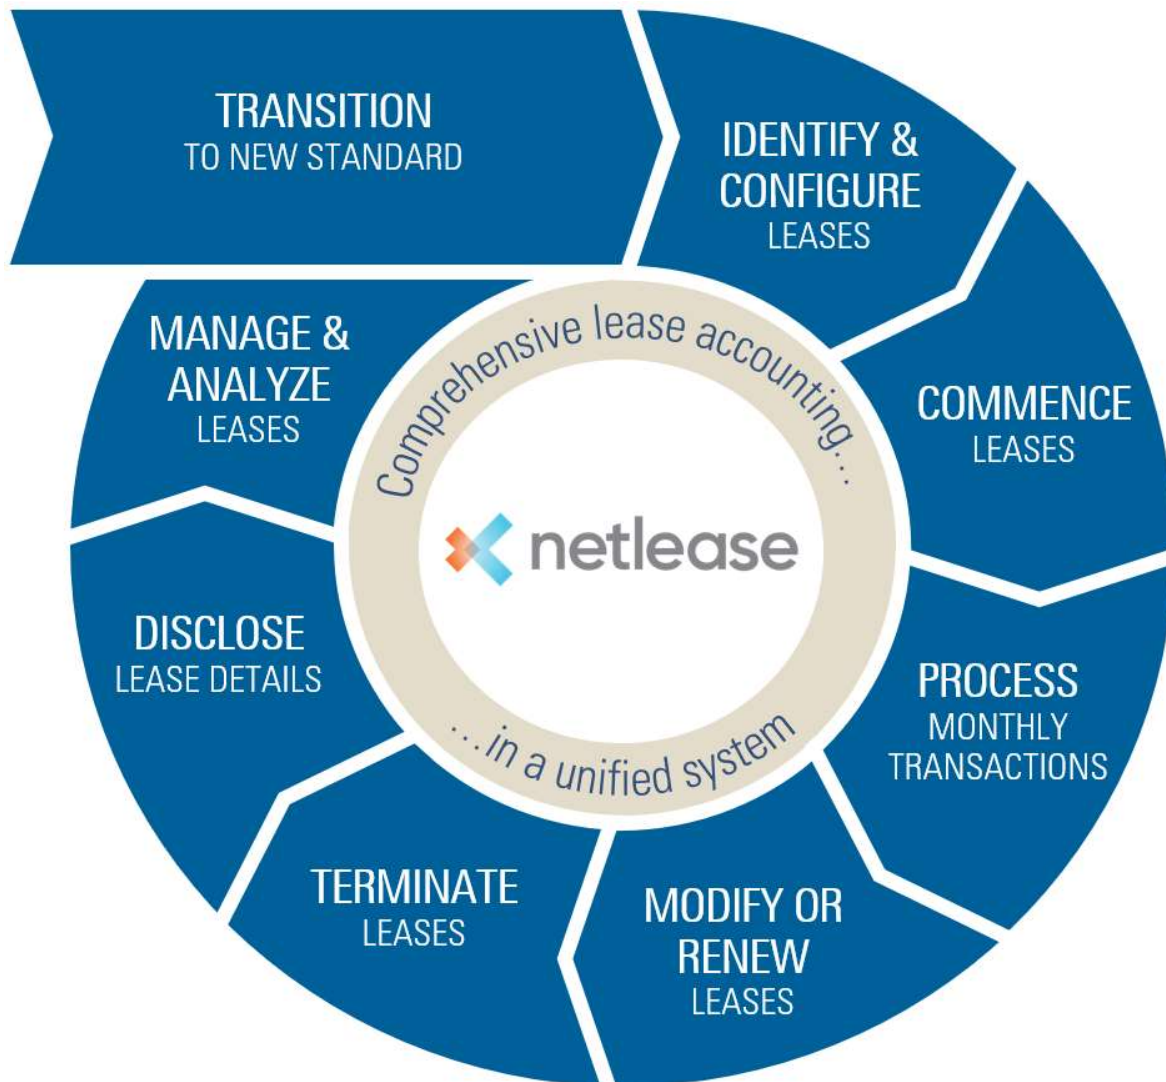 TRANSITION
TO NEW STANDARD
IDENTIFY &
CONFIGURE
LEASES
COMMENCE
LEASES
PROCESS
MONTHLY
TRANSACTIONS
MODIFY OR
RENEW
LEASES
TERMINATE
LEASES
DISCLOSE
LEASE DETAILS
MANAGE &
ANALYZE
LEASES
Comprehensive lease accounting...
netlease
...in a unified system